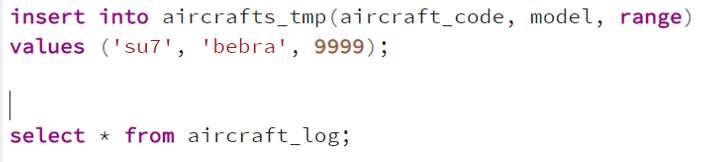 insert into aircrafts_tmp(aircraft_code, model, range)
values ('su7', 'bebra', 9999);
select * from aircraft_log;